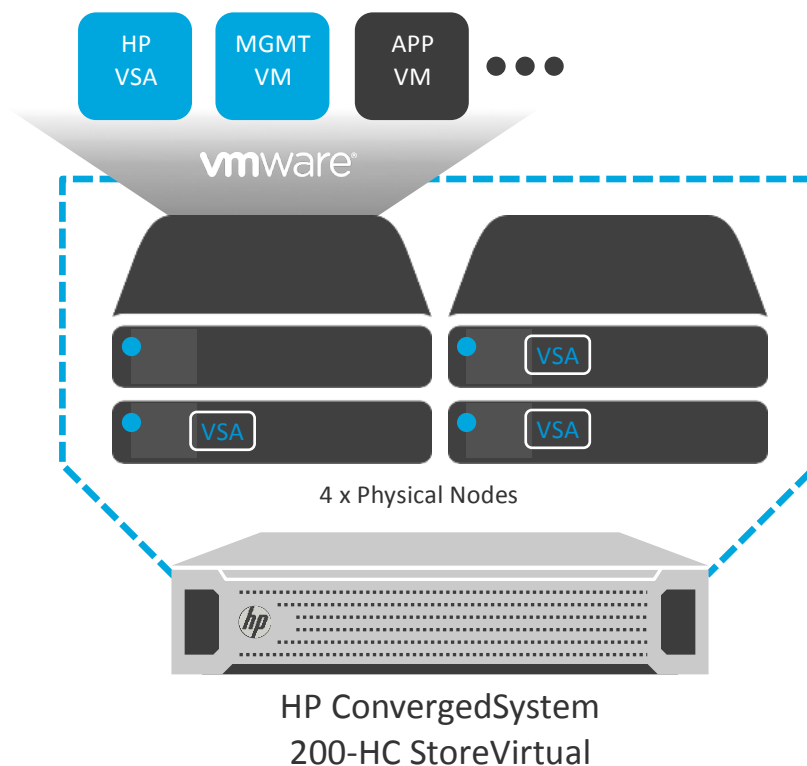 HP
VSA
MGMT
VM
APP
VM
vmware®
VSA
VSA
VSA
4 x Physical Nodes
hp
HP ConvergedSystem
200-HC StoreVirtual